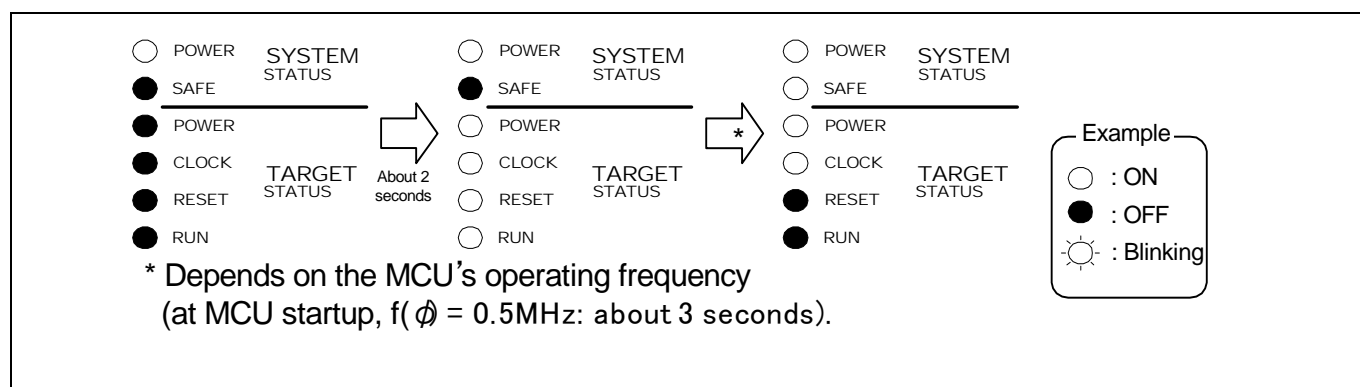 POWER
SAFE
SYSTEM
STATUS
POWER
CLOCK
RESET
RUN
TARGET
STATUS
About 2
seconds
POWER
SAFE
SYSTEM
STATUS
POWER
CLOCK
RESET
RUN
TARGET
STATUS
*
POWER
SAFE
SYSTEM
STATUS
POWER
CLOCK
RESET
RUN
TARGET
STATUS
Example
: ON
: OFF
: Blinking
* Depends on the MCU’s operating frequency
(at MCU startup, f(ϕ) = 0.5MHz: about 3 seconds).